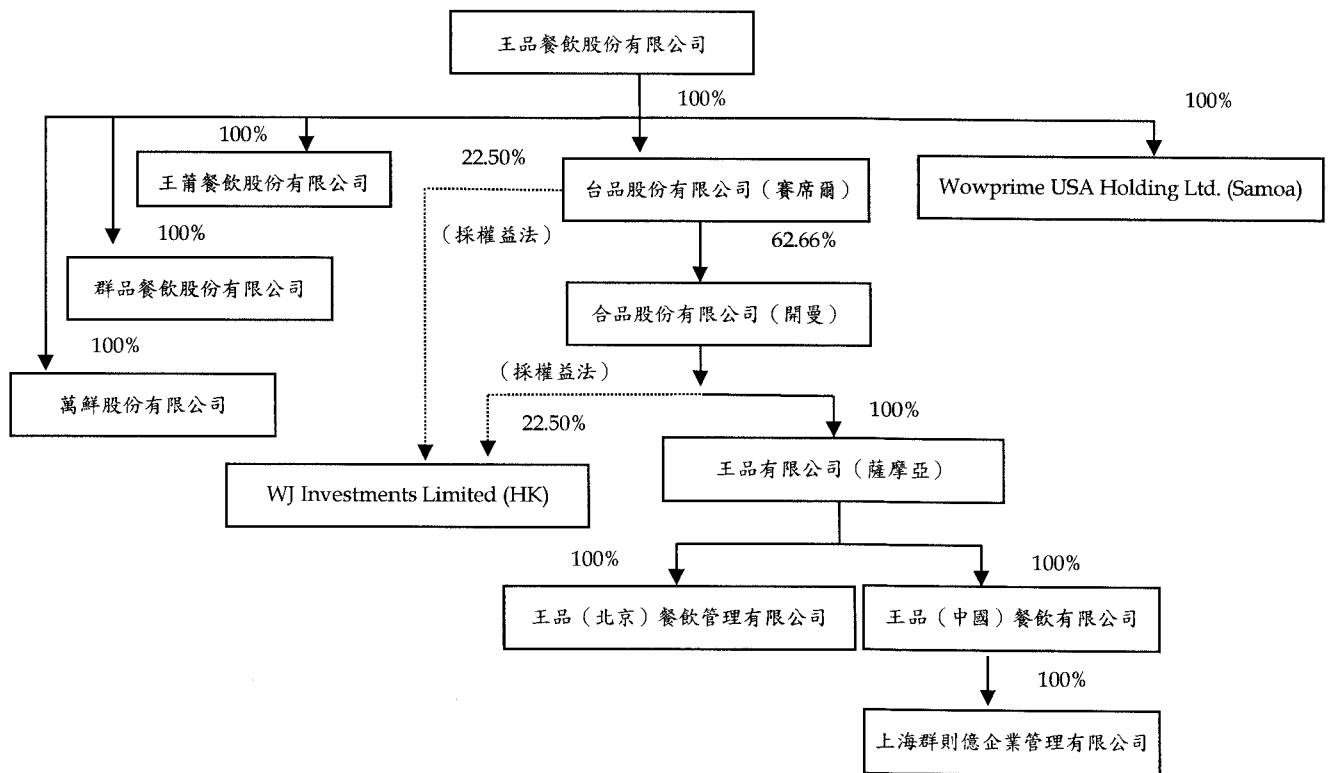 王品餐飲股份有限公司
100%
100%
100%
22.50%
王莆餐飲股份有限公司
台品股份有限公司（賽席爾）
Wowprime USA Holding Ltd. (Samoa)
100%
（採權益法）
62.66%
群品餐飲股份有限公司
合品股份有限公司（開曼）
100%
（採權益法）
萬鮮股份有限公司
22.50%
100%
王品有限公司（薩摩亞）
WJ Investments Limited (HK)
100%
100%
王品（北京）餐飲管理有限公司
王品（中國）餐飲有限公司
100%
上海群則億企業管理有限公司